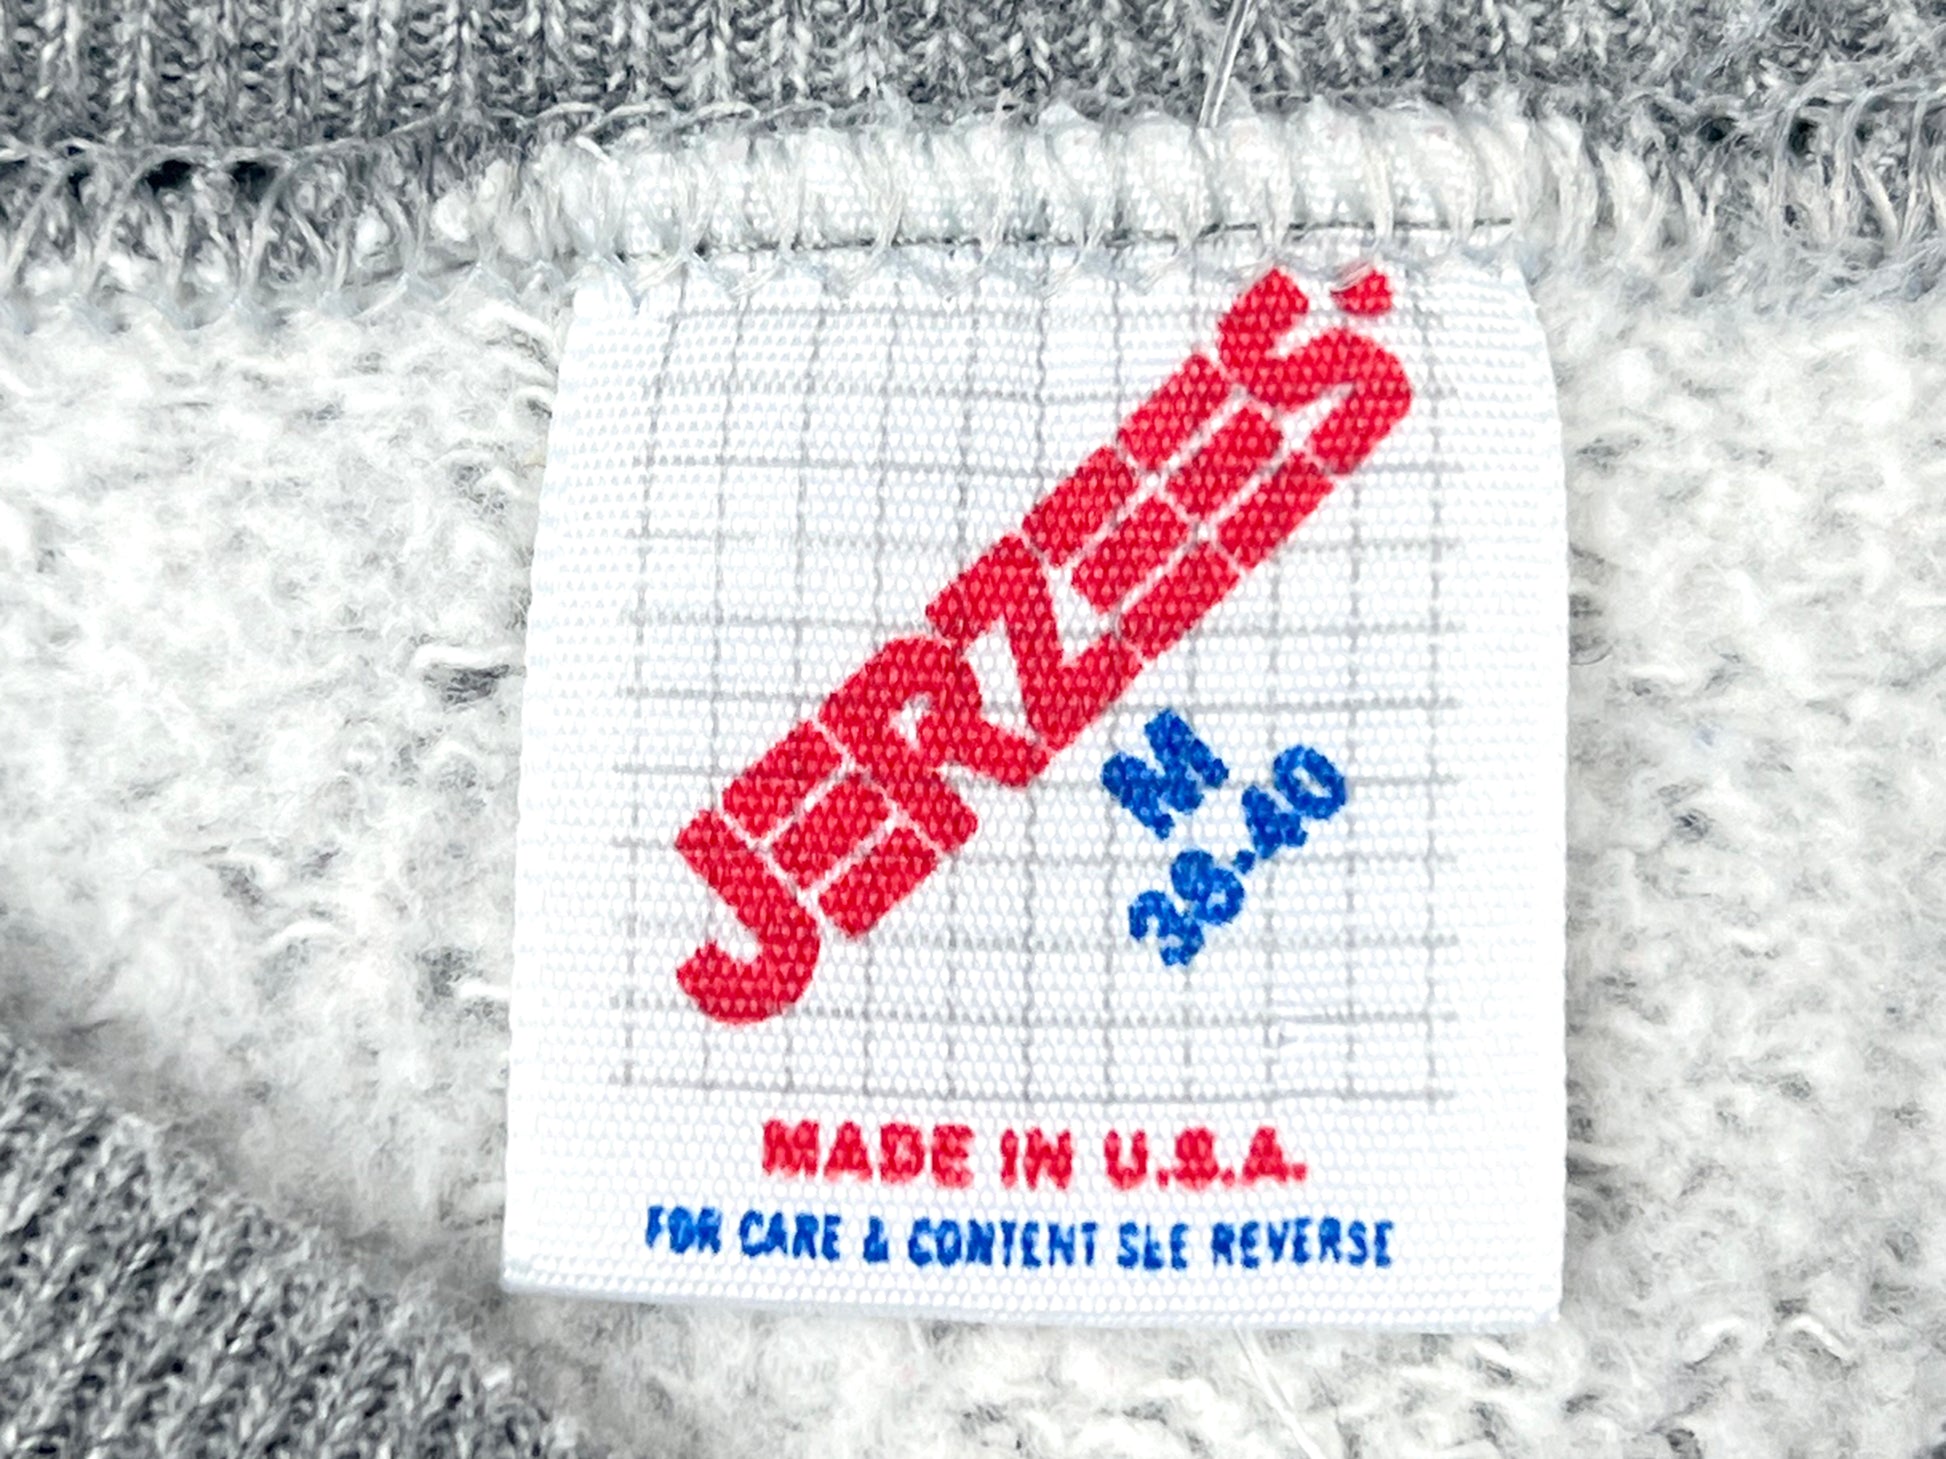 JERZEES.
M
38-40
MADE IN U.S.A.
FOR CARE & CONTENT SEE REVERSE